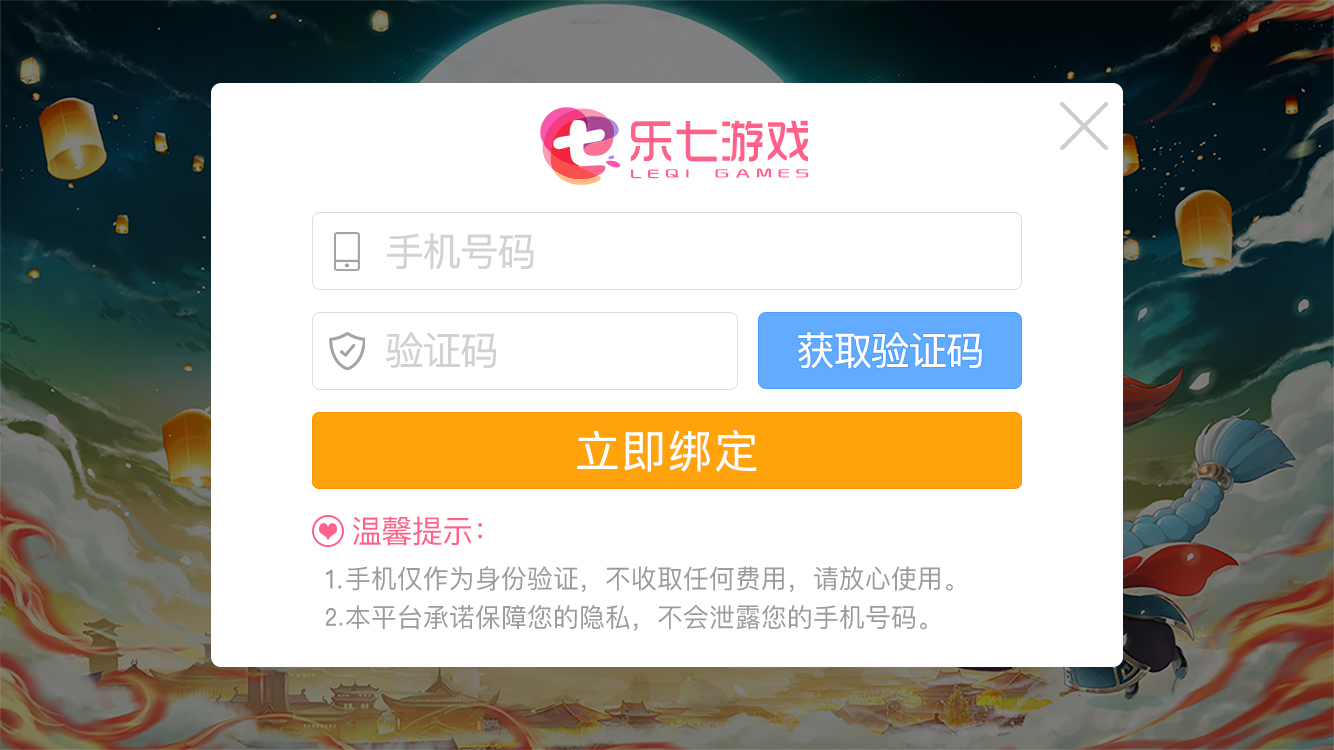 乐七游戏
LEQI GAMES
手机号码
验证码
获取验证码
立即绑定
温馨提示：
1.手机仅作为身份验证，不收取任何费用，请放心使用。
2.本平台承诺保障您的隐私，不会泄露您的手机号码。